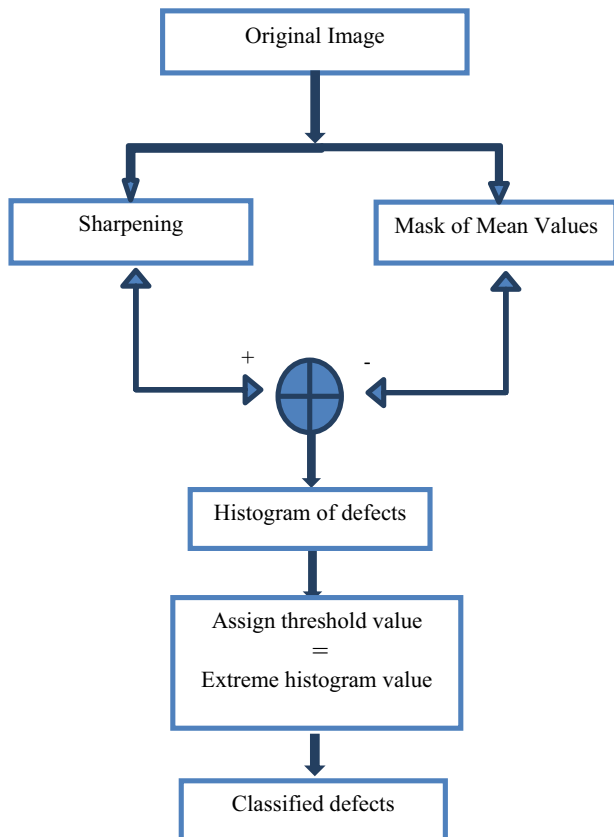 Original Image
Sharpening
Mask of Mean Values
+
-
Histogram of defects
Assign threshold value
=
Extreme histogram value
Classified defects